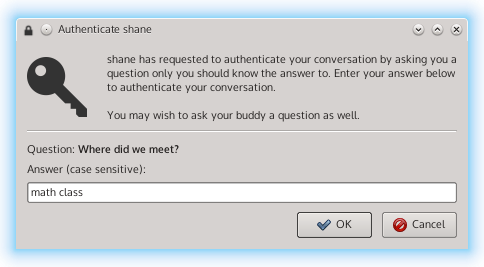 Authenticate shane
shane has requested to authenticate your conversation by asking you a
question only you should know the answer to. Enter your answer below
to authenticate your conversation.
You may wish to ask your buddy a question as well.
Question: Where did we meet?
Answer (case sensitive):
math class
OK Cancel